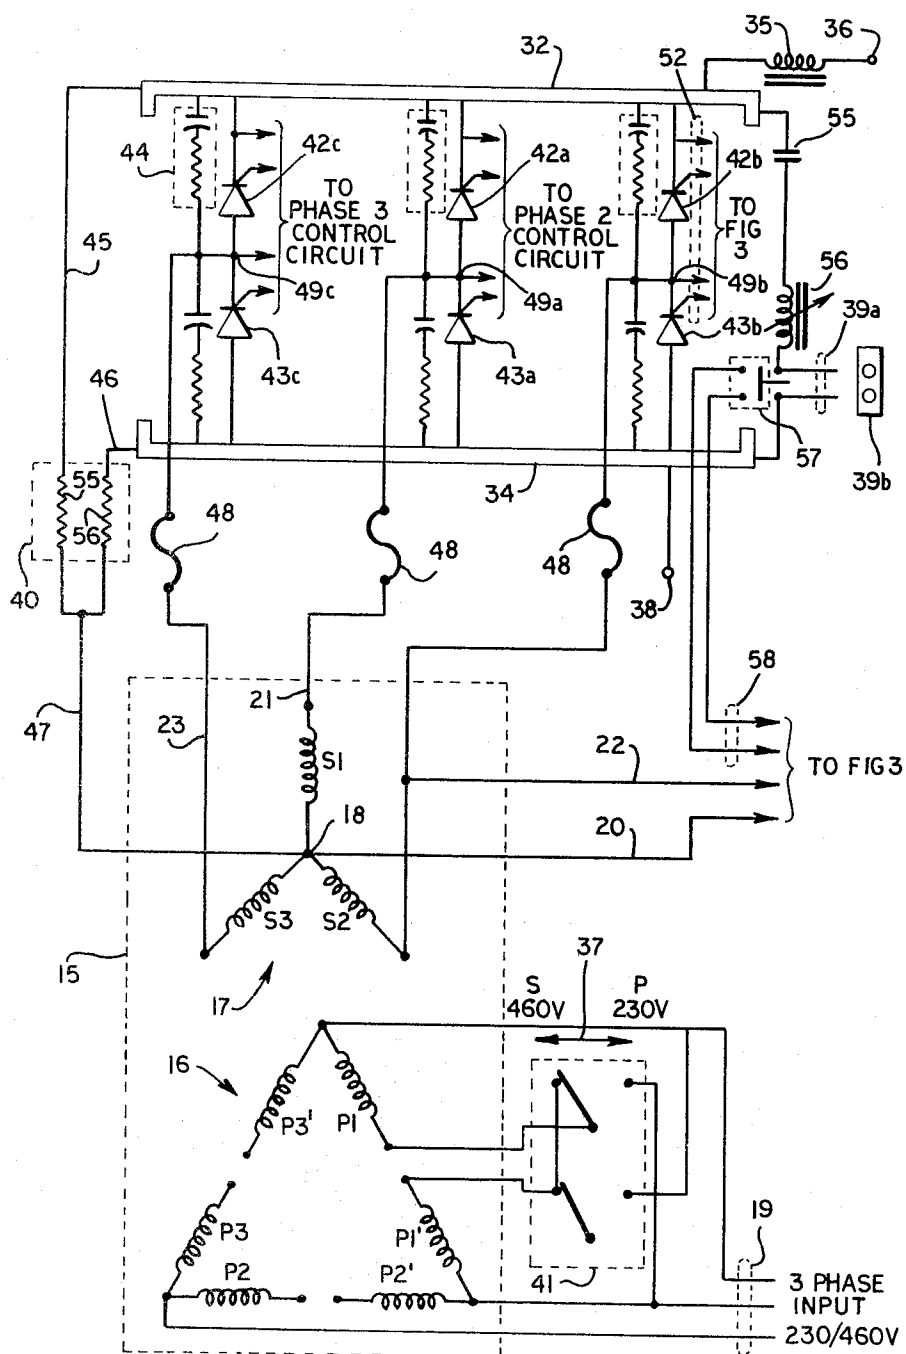 35
36
32
52
55
44
42c
42a
42b
TO
PHASE 3
CONTROL
CIRCUIT
TO
PHASE 2
CONTROL
CIRCUIT
TO
FIG
3
45
49c
49a
49b
56
43c
43a
43b
39a
46
57
39b
34
55
56
48
48
48
40
38
47
23
21
58
S1
22
TO FIG 3
18
20
S3
S2
15
17
37
S
460V
P
230V
16
P3'
P1
P3
P1'
19
P2
P2'
41
3 PHASE
INPUT
230/460V